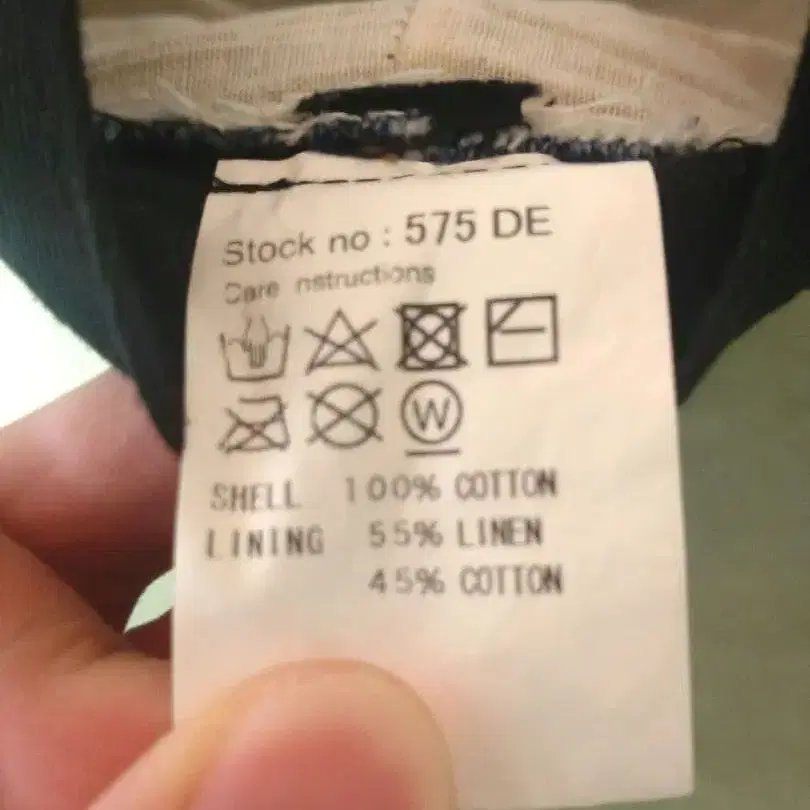 Stock no : 575 DE
Care nstructions
W
SHELL 100% COTTON
LINING 55% LINEN
45% COTTON